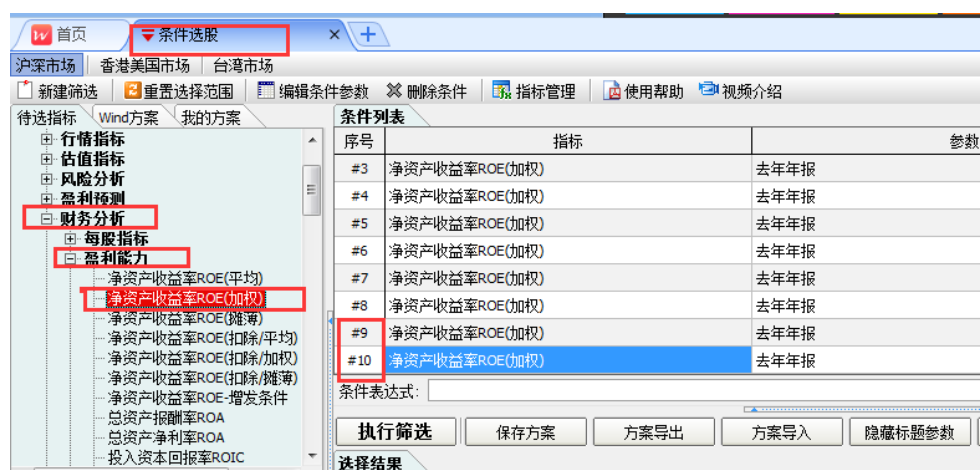 首页
条件选股
沪深市场 香港美国市场 台湾市场
新建筛选 重置选择范围 编辑条件参数 删除条件 指标管理 使用帮助 视频介绍
待选指标 Wind方案 我的方案
行情指标
估值指标
风险分析
盈利预测
财务分析
每股指标
盈利能力
净资产收益率ROE(平均)
净资产收益率ROE(加权)
净资产收益率ROE(摊薄)
净资产收益率ROE(扣除/平均)
净资产收益率ROE(扣除/加权)
净资产收益率ROE(扣除/摊薄)
净资产收益率ROE-增发条件
总资产报酬率ROA
总资产净利率ROA
投入资本回报率ROIC
条件列表
序号 指标 参数
#3 净资产收益率ROE(加权) 去年年报
#4 净资产收益率ROE(加权) 去年年报
#5 净资产收益率ROE(加权) 去年年报
#6 净资产收益率ROE(加权) 去年年报
#7 净资产收益率ROE(加权) 去年年报
#8 净资产收益率ROE(加权) 去年年报
#9 净资产收益率ROE(加权) 去年年报
#10 净资产收益率ROE(加权) 去年年报
条件表达式:
执行筛选 保存方案 方案导出 方案导入 隐藏标题参数
选择结果